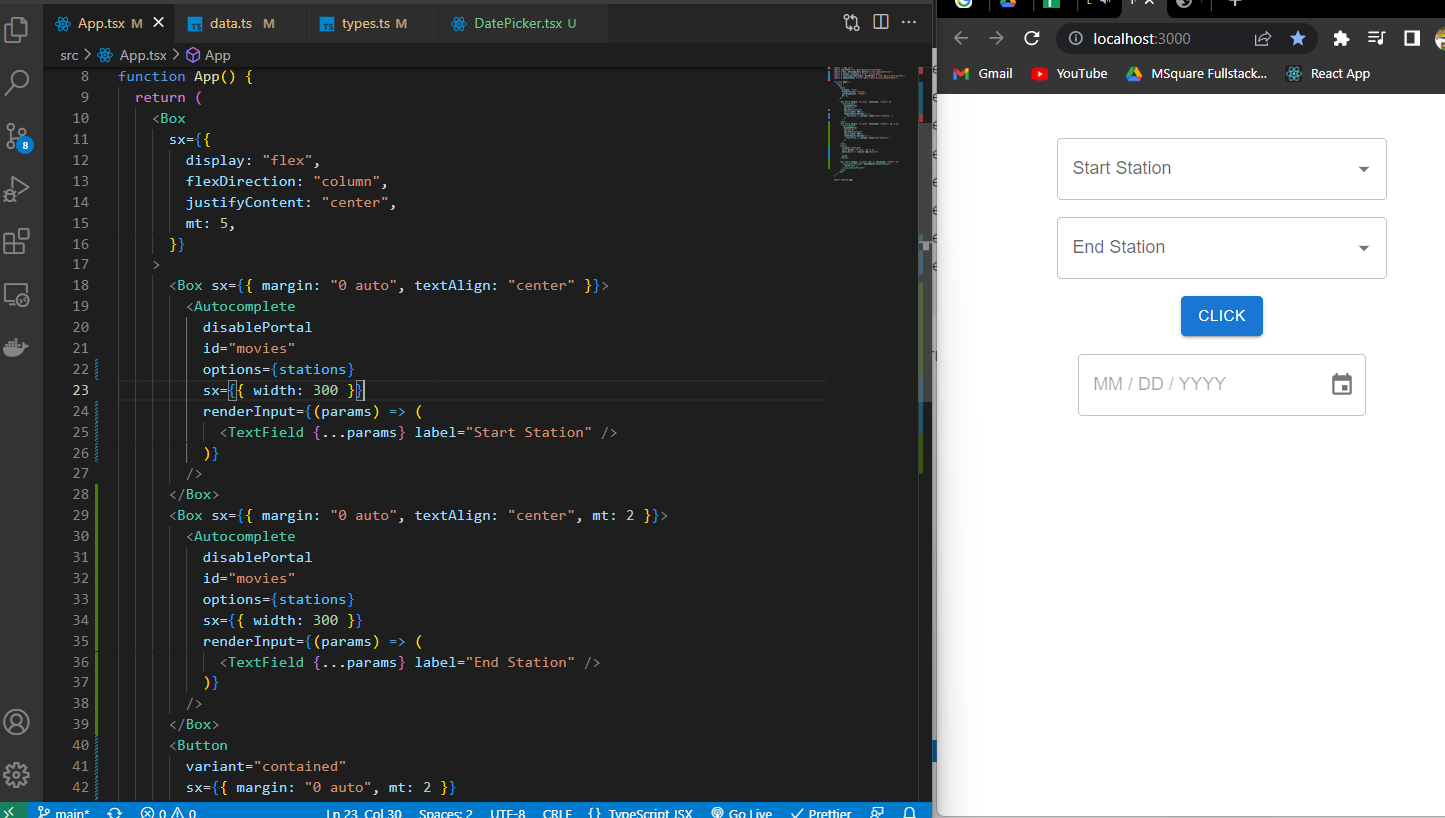 App.tsx M
data.ts M
types.ts M
DatePicker.tsx U
src > App.tsx > App
8 function App() {
9 return (
10 <Box
11 sx={{
12 display: "flex",
13 flexDirection: "column",
14 justifyContent: "center",
15 mt: 5,
16 }}
17 >
18 <Box sx={{ margin: "0 auto", textAlign: "center" }}>
19 <Autocomplete
20 disablePortal
21 id="movies"
22 options={stations}
23 sx={{ width: 300 }}
24 renderInput={(params) => (
25 <TextField {...params} label="Start Station" />
26 )}
27 />
28 </Box>
29 <Box sx={{ margin: "0 auto", textAlign: "center", mt: 2 }}>
30 <Autocomplete
31 disablePortal
32 id="movies"
33 options={stations}
34 sx={{ width: 300 }}
35 renderInput={(params) => (
36 <TextField {...params} label="End Station" />
37 )}
38 />
39 </Box>
40 <Button
41 variant="contained"
42 sx={{ margin: "0 auto", mt: 2 }}
8
main* 0 0 Ln 23, Col 30 Spaces: 2 UTF-8 CRLF {} TypeScript JSX Go Live Prettier
localhost:3000
Gmail YouTube MSquare Fullstack... React App
Start Station
End Station
CLICK
MM / DD / YYYY